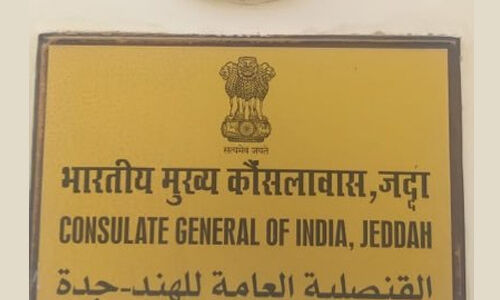 सत्यमेव जयते
भारतीय मुख्य कौंसलावास, जद्दा
CONSULATE GENERAL OF INDIA, JEDDAH
القنصلية العامة للهند-جدة